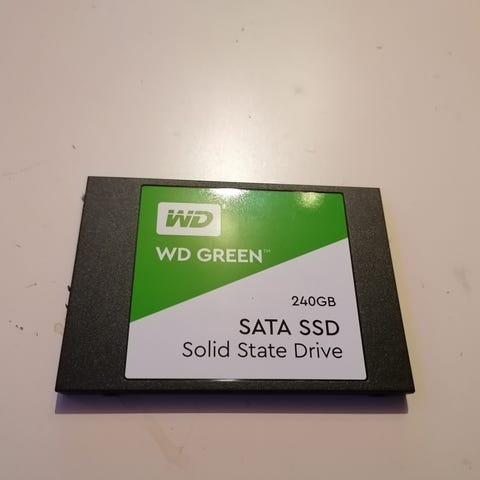 WD
WD GREEN™
240GB
SATA SSD
Solid State Drive